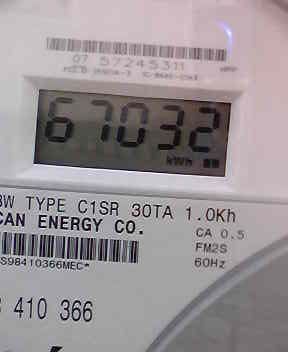 07 57245311
67032
kWh
3W TYPE C1SR 30TA 1.0Kh
CAN ENERGY CO.
CA 0.5
FM2S
60Hz
S98410366MEC*
410 366